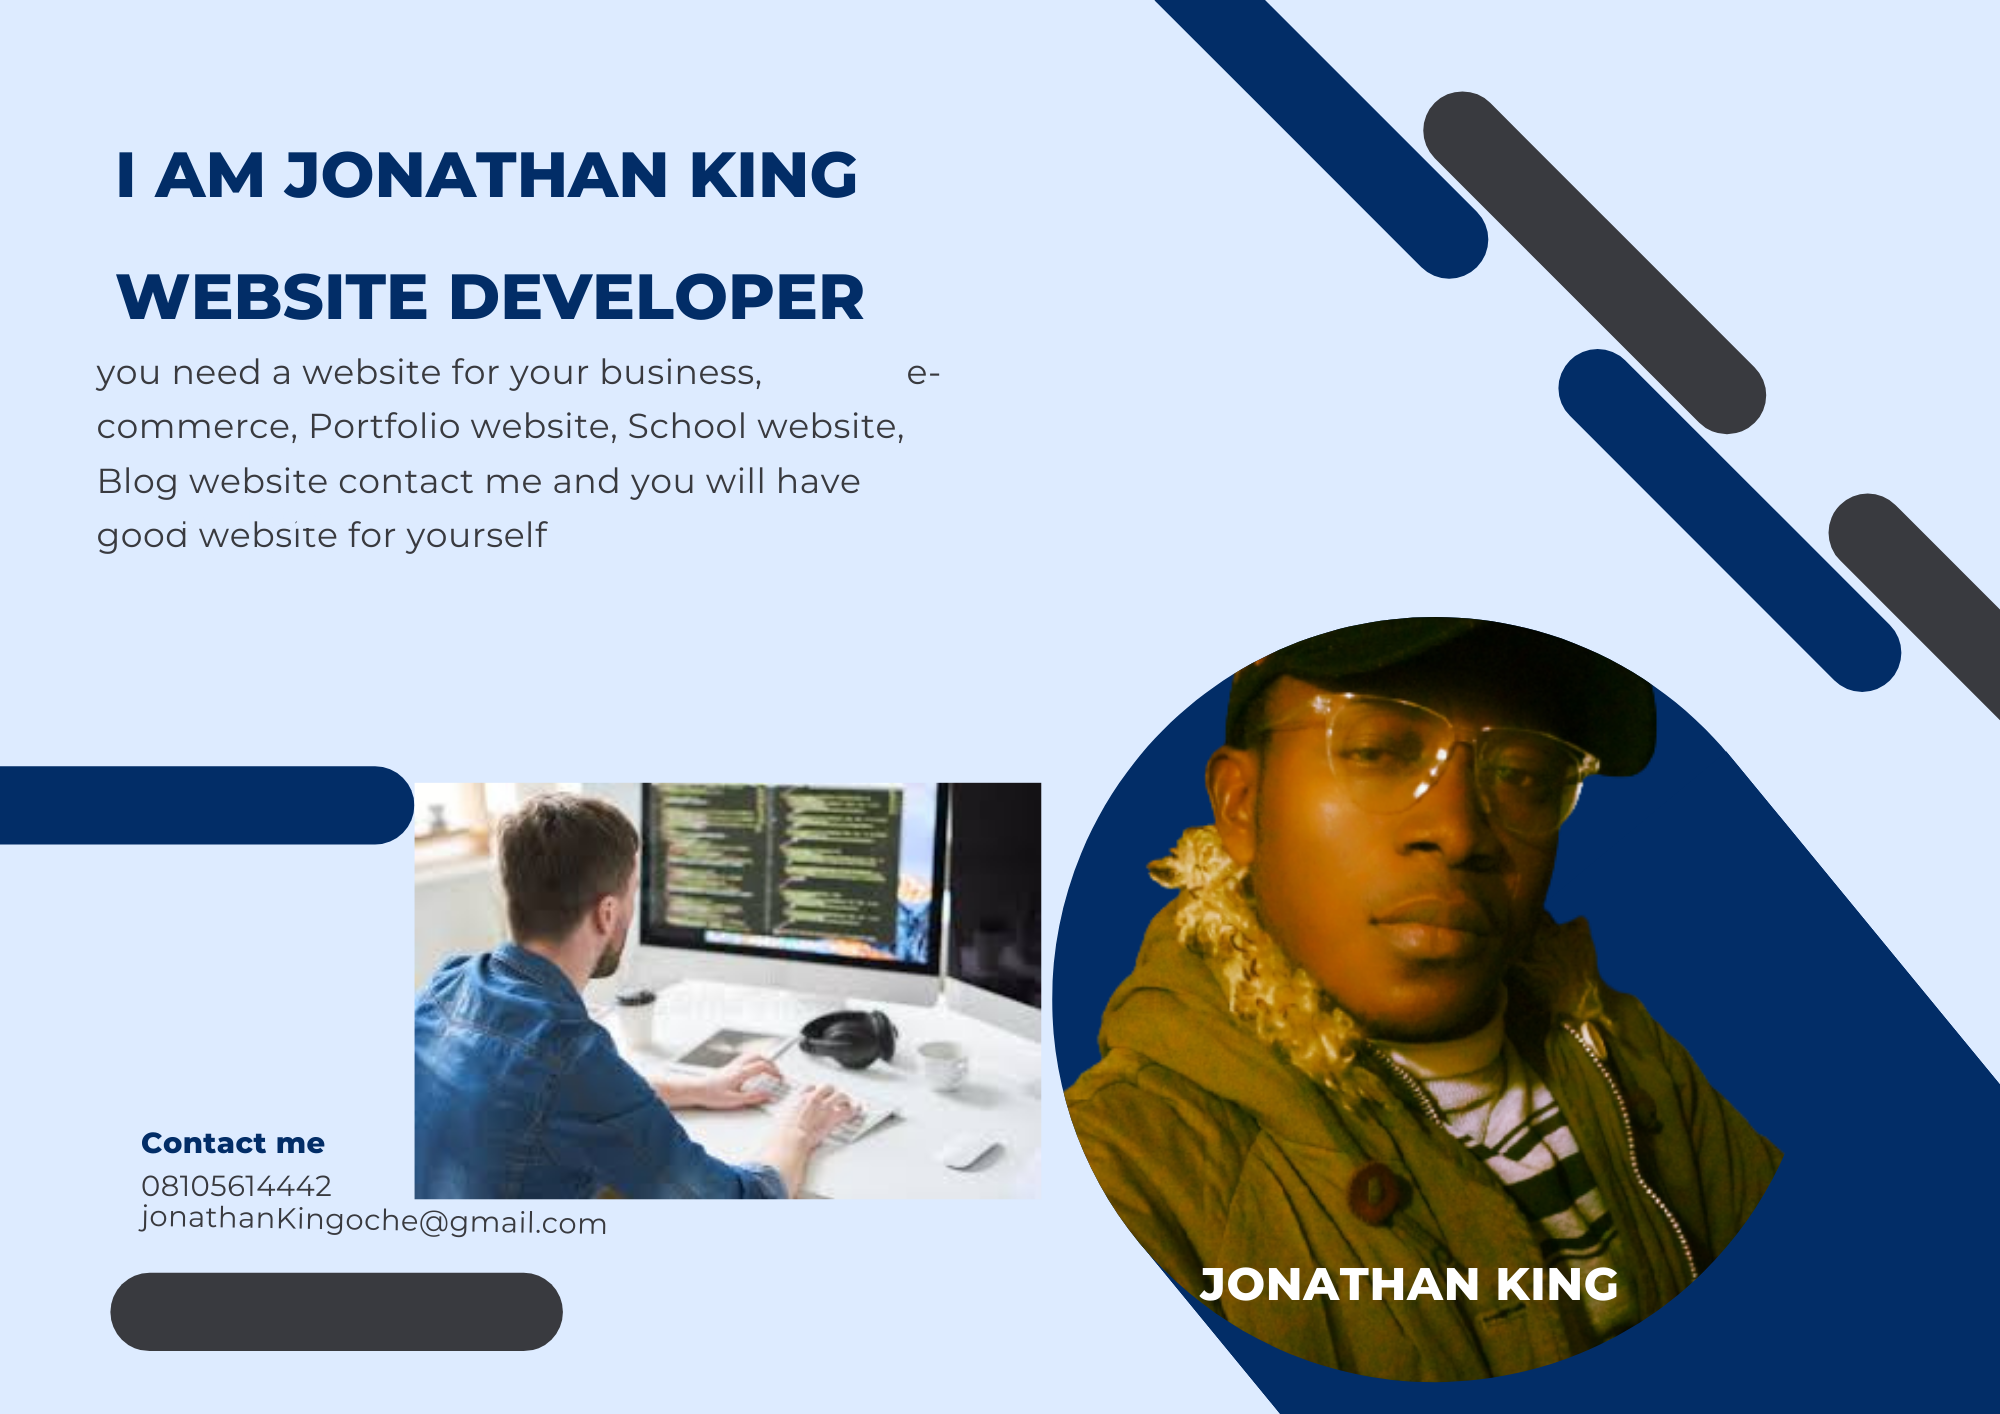 I AM JONATHAN KING
WEBSITE DEVELOPER
you need a website for your business, e-
commerce, Portfolio website, School website,
Blog website contact me and you will have
good website for yourself
Contact me
08105614442
jonathanKingoche@gmail.com
JONATHAN KING